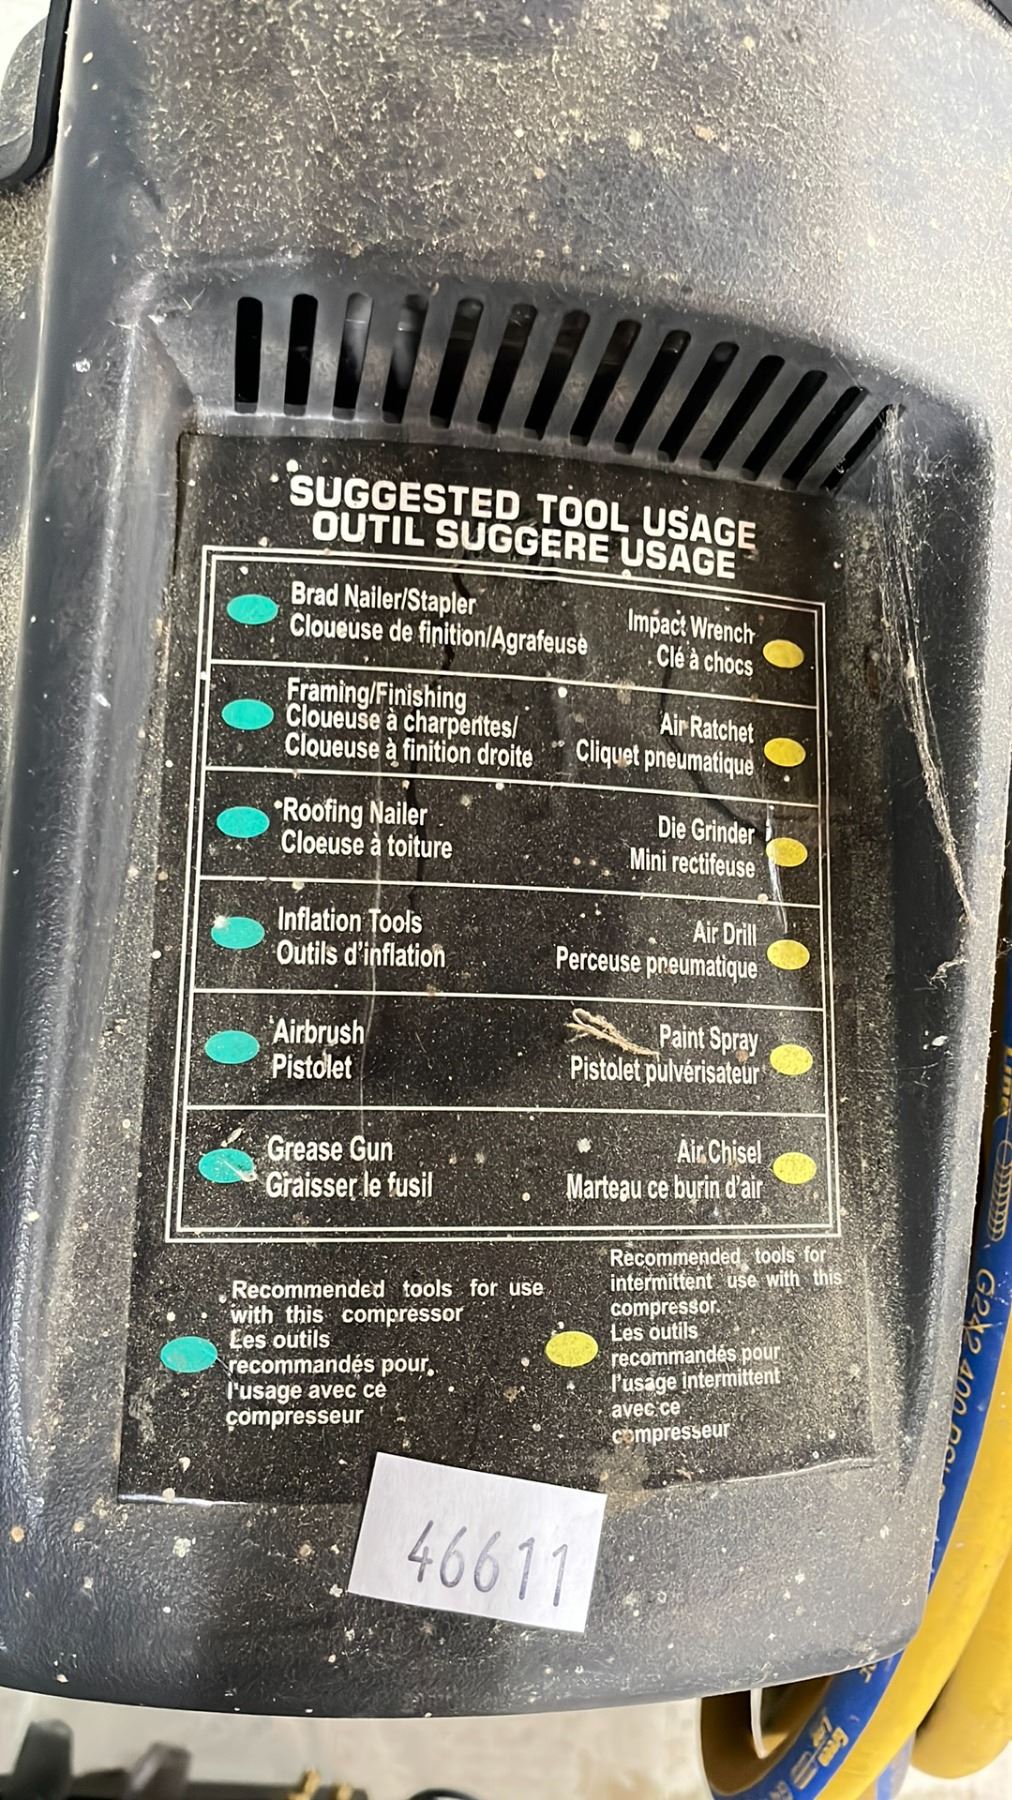 SUGGESTED TOOL USAGE
OUTIL SUGGERE USAGE
Brad Nailer/Stapler
Cloueuse de finition/Agrafeuse
Impact Wrench
Clé à chocs
Framing/Finishing
Cloueuse à charpentes/
Cloueuse à finition droite
Air Ratchet
Cliquet pneumatique
Roofing Nailer
Cloeuse à toiture
Die Grinder
Mini rectifeuse
Inflation Tools
Outils d'inflation
Air Drill
Perceuse pneumatique
Airbrush
Pistolet
Paint Spray
Pistolet pulvérisateur
Grease Gun
Graisser le fusil
Air Chisel
Marteau ce burin d'air
Recommended tools for use
with this compressor
Les outils
recommandés pour
l'usage avec ce
compresseur
Recommended tools for
intermittent use with this
compressor.
Les outils
recommandés pour
l'usage intermittent
avec ce
compresseur
46611
G242 400 PSI